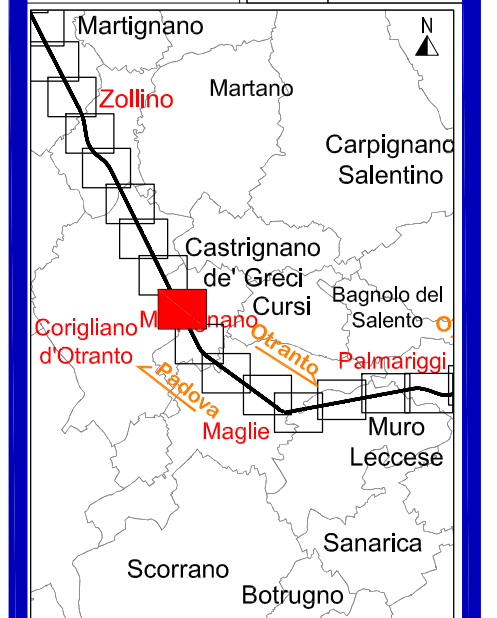 Martignano
N
Martano
Zollino
Carpignano
Salentino
Castrignano
de' Greci
Cursi
Bagnolo del
Salento
Corigliano
d'Otranto
Otranto
Palmariggi
Padova
Maglie
Muro
Leccese
Sanarica
Scorrano
Botrugno